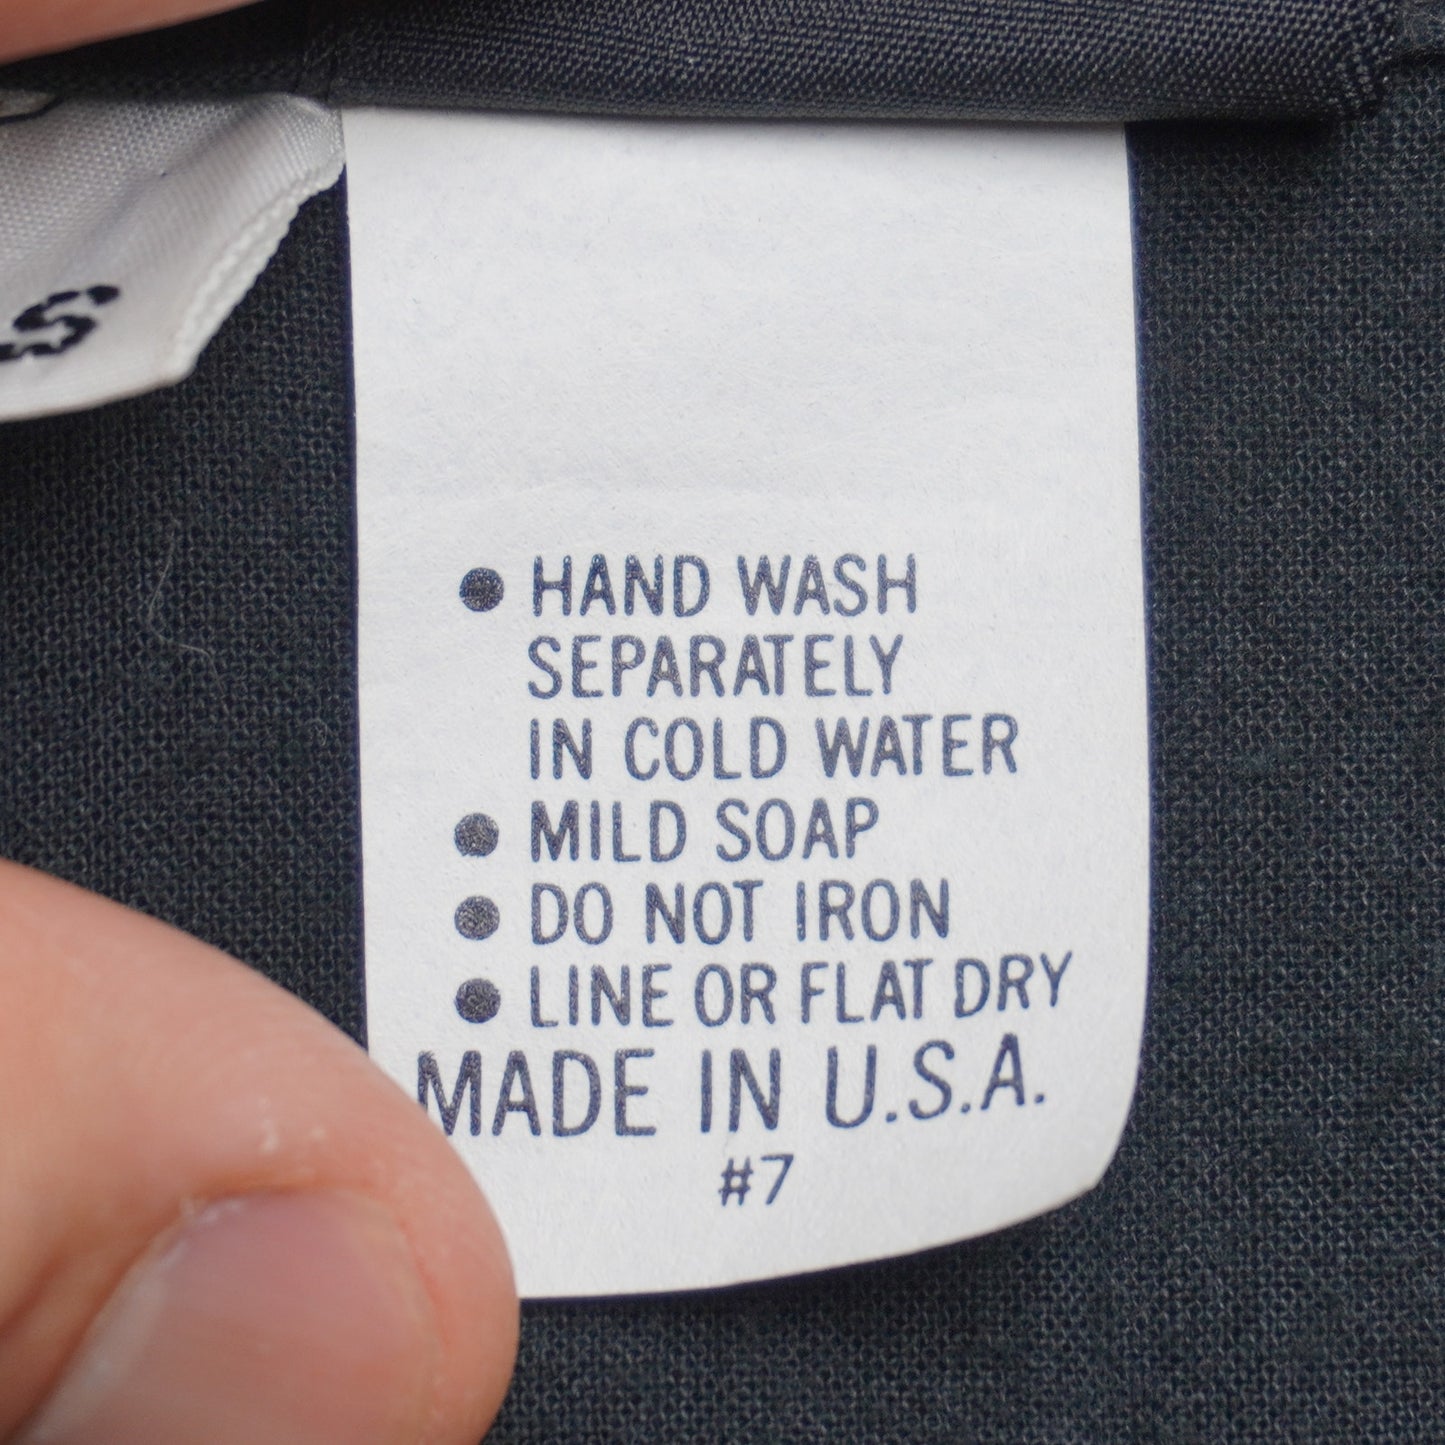 ● HAND WASH
SEPARATELY
IN COLD WATER
● MILD SOAP
● DO NOT IRON
● LINE OR FLAT DRY
MADE IN U.S.A.
#7